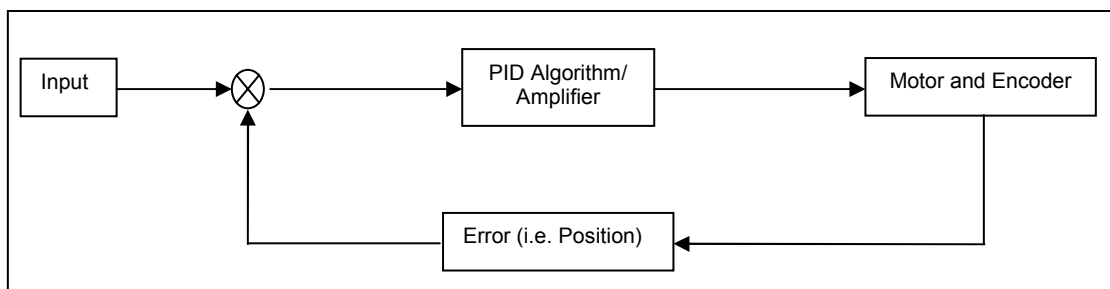 Input
PID Algorithm/
Amplifier
Motor and Encoder
Error (i.e. Position)